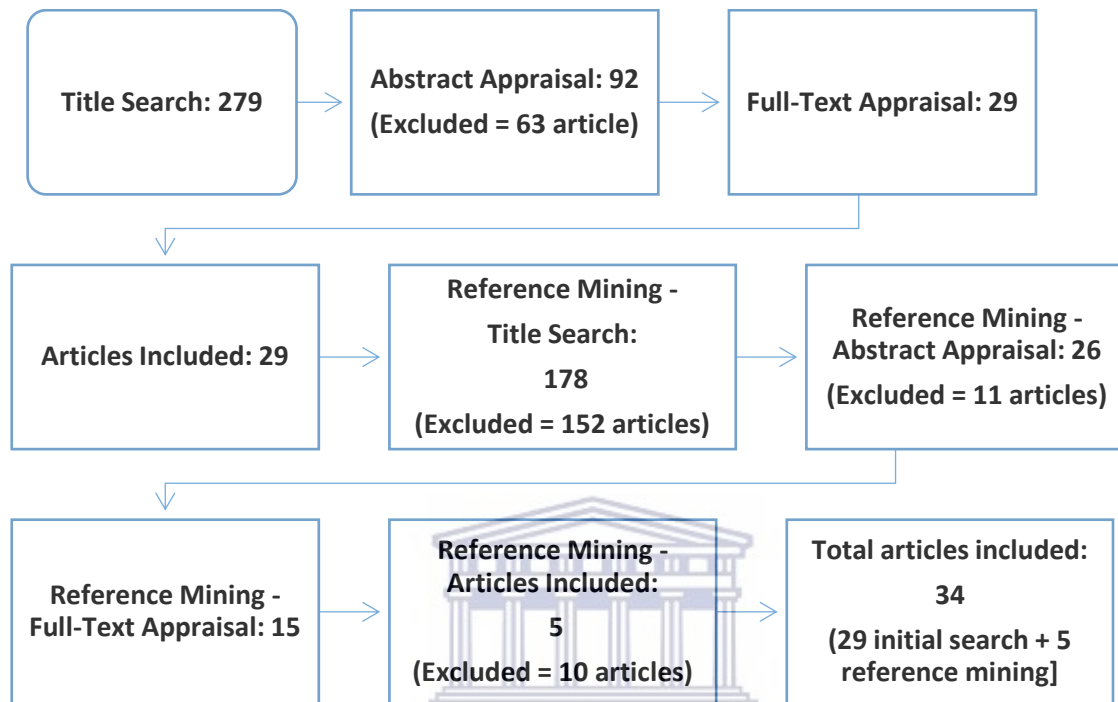 Title Search: 279
Abstract Appraisal: 92
(Excluded = 63 article)
Full-Text Appraisal: 29
Articles Included: 29
Reference Mining -
Title Search:
178
(Excluded = 152 articles)
Reference Mining -
Abstract Appraisal: 26
(Excluded = 11 articles)
Reference Mining -
Full-Text Appraisal: 15
Reference Mining -
Articles Included:
5
(Excluded = 10 articles)
Total articles included:
34
(29 initial search + 5
reference mining]